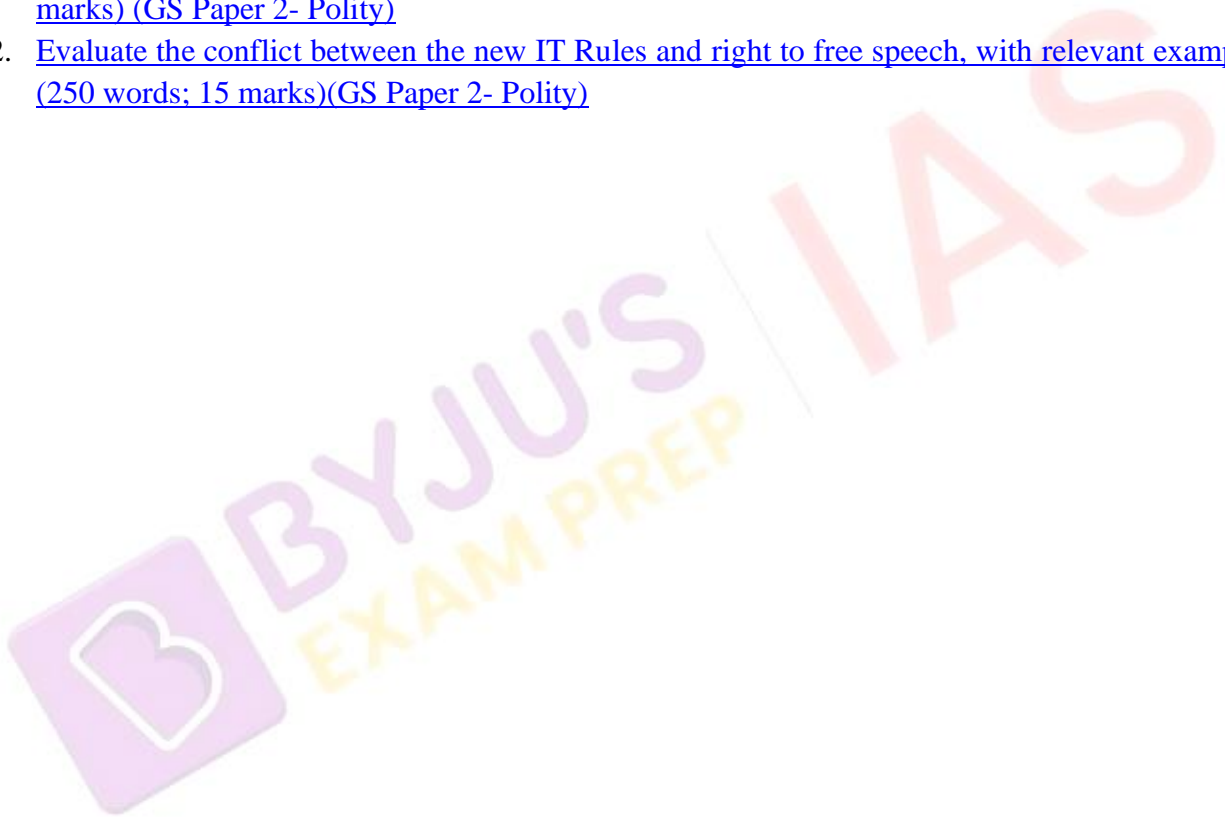 marks) (GS Paper 2- Polity)
2. Evaluate the conflict between the new IT Rules and right to free speech, with relevant examp
(250 words; 15 marks)(GS Paper 2- Polity)
BYJU'S IAS
EXAM PREP